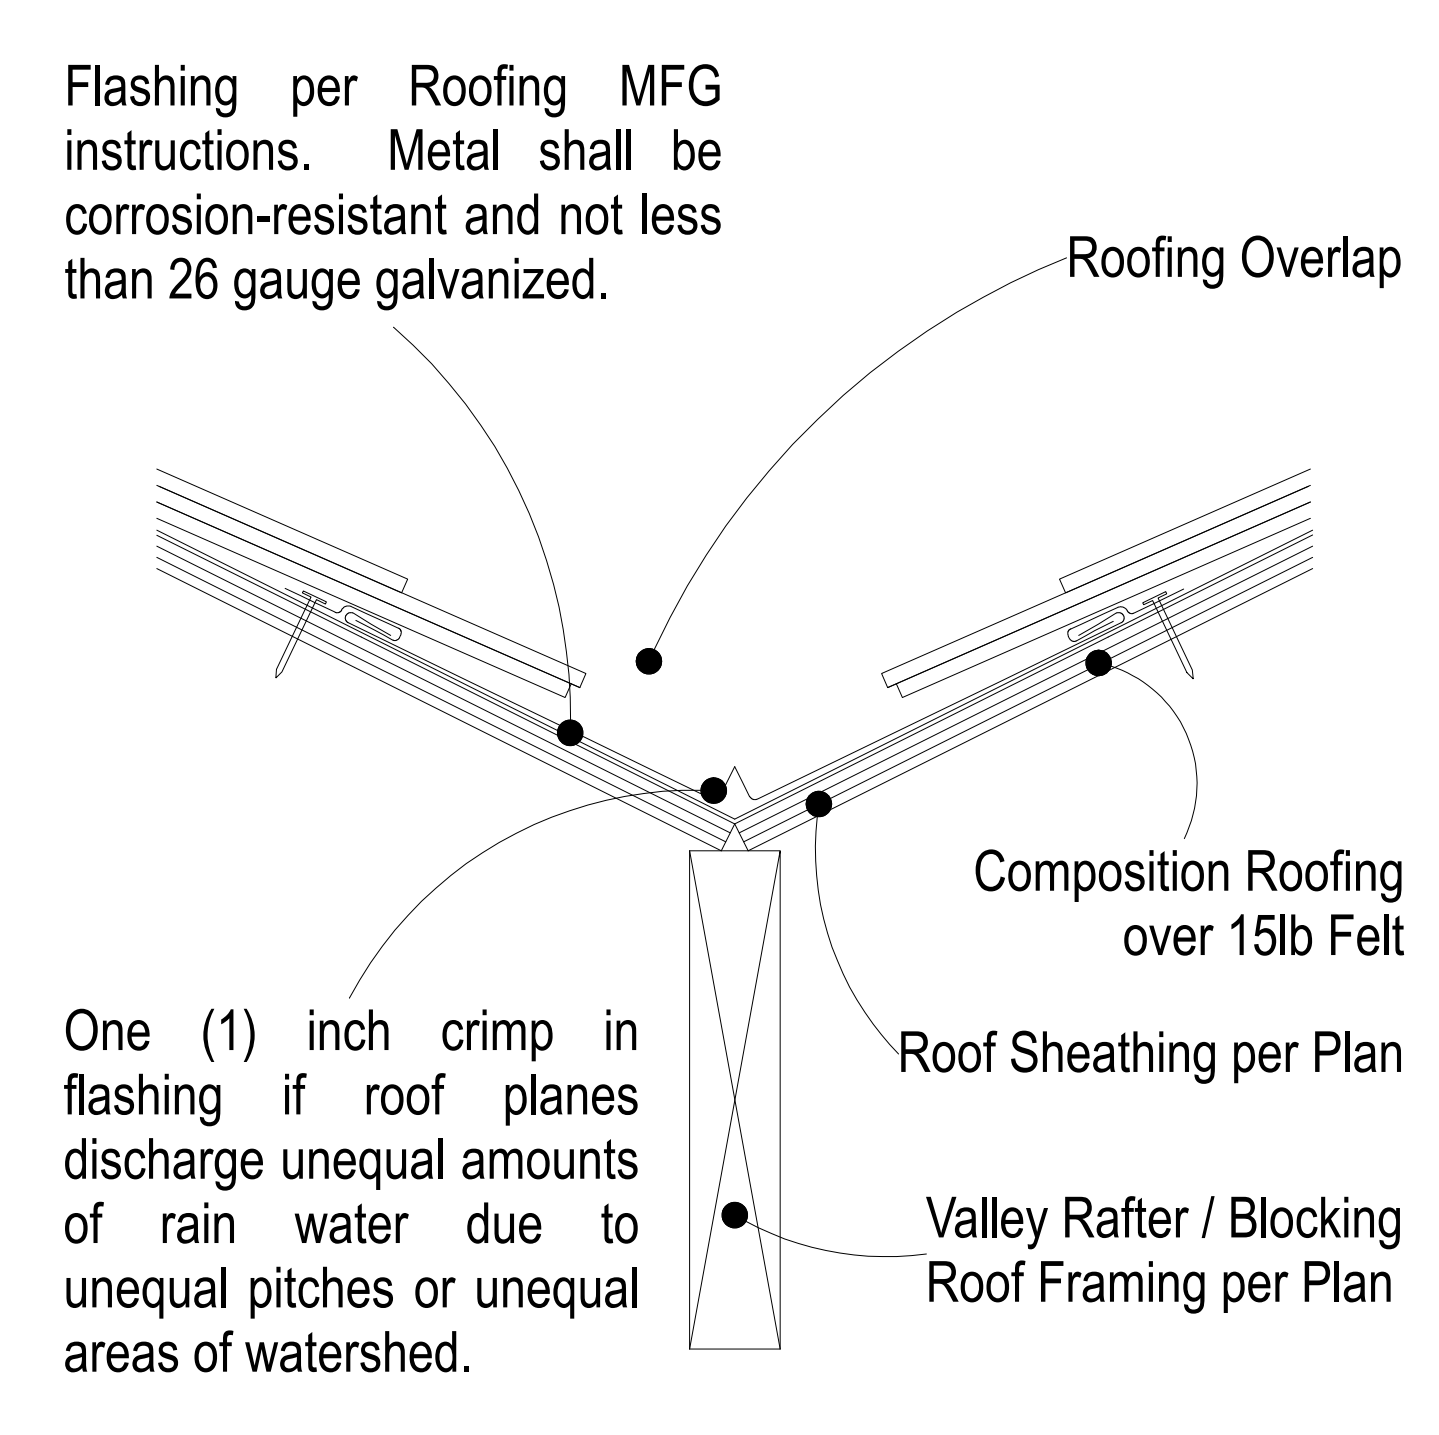 Flashing per Roofing MFG
instructions. Metal shall be
corrosion-resistant and not less
than 26 gauge galvanized.
Roofing Overlap
Composition Roofing
over 15lb Felt
One (1) inch crimp in
flashing if roof planes
discharge unequal amounts
of rain water due to
unequal pitches or unequal
areas of watershed.
Roof Sheathing per Plan
Valley Rafter / Blocking
Roof Framing per Plan